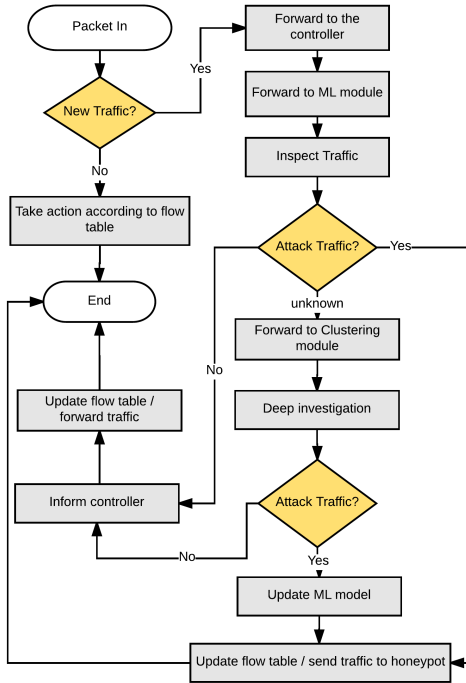 Packet In
New Traffic?
Yes
No
Take action according to flow
table
End
Update flow table /
forward traffic
Inform controller
Forward to the
controller
Forward to ML module
Inspect Traffic
Attack Traffic?
Yes
No
unknown
Forward to Clustering
module
Deep investigation
Attack Traffic?
No
Yes
Update ML model
Update flow table / send traffic to honeypot